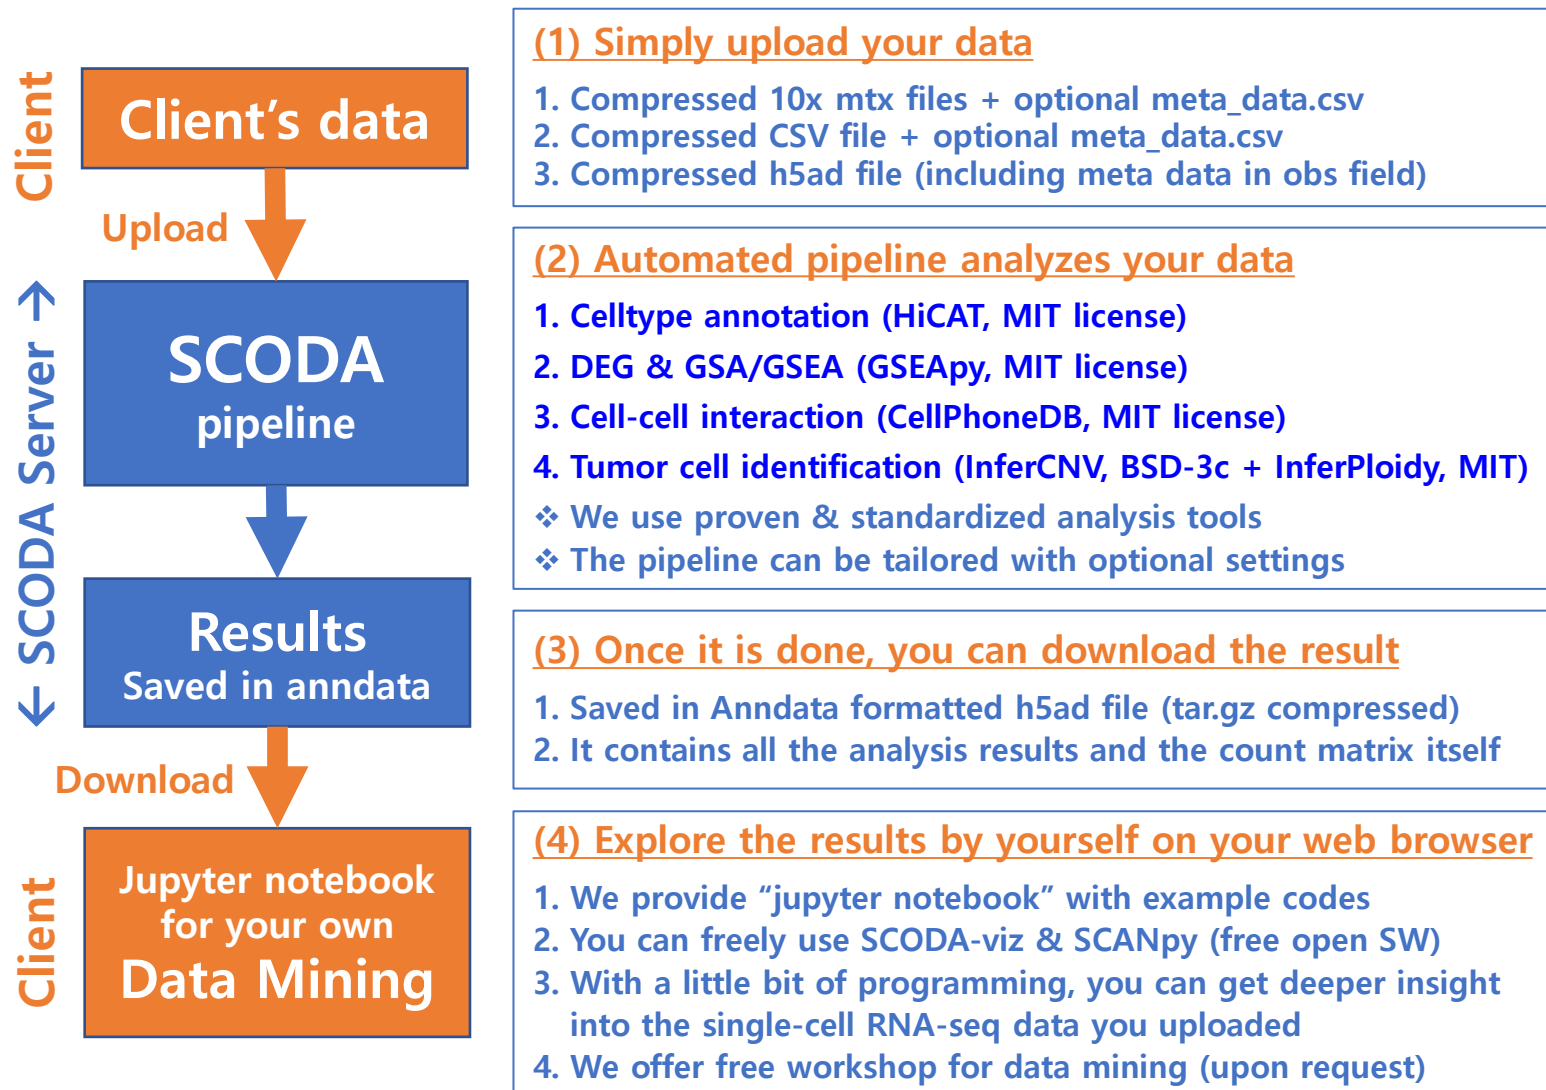 Client
Client's data
Upload
← SCODA Server →
SCODA
pipeline
Results
Saved in anndata
Download
Client
Jupyter notebook
for your own
Data Mining
(1) Simply upload your data
1. Compressed 10x mtx files + optional meta_data.csv
2. Compressed CSV file + optional meta_data.csv
3. Compressed h5ad file (including meta data in obs field)
(2) Automated pipeline analyzes your data
1. Celltype annotation (HiCAT, MIT license)
2. DEG & GSA/GSEA (GSEApy, MIT license)
3. Cell-cell interaction (CellPhoneDB, MIT license)
4. Tumor cell identification (InferCNV, BSD-3c + InferPloidy, MIT)
❖ We use proven & standardized analysis tools
❖ The pipeline can be tailored with optional settings
(3) Once it is done, you can download the result
1. Saved in Anndata formatted h5ad file (tar.gz compressed)
2. It contains all the analysis results and the count matrix itself
(4) Explore the results by yourself on your web browser
1. We provide “jupyter notebook” with example codes
2. You can freely use SCODA-viz & SCANpy (free open SW)
3. With a little bit of programming, you can get deeper insight
into the single-cell RNA-seq data you uploaded
4. We offer free workshop for data mining (upon request)